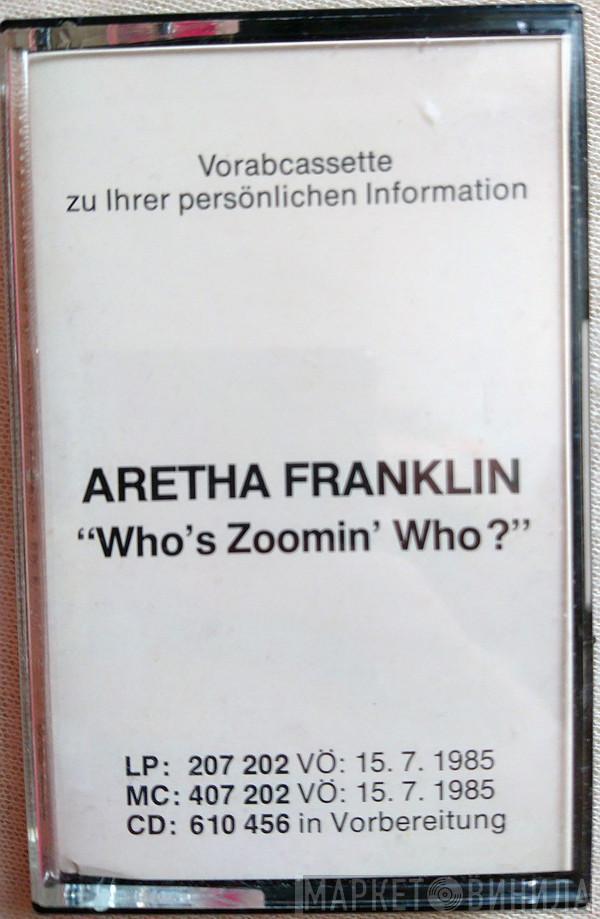 Vorabcassette
zu Ihrer persönlichen Information
ARETHA FRANKLIN
“Who’s Zoomin’ Who?”
LP: 207 202 VÖ: 15. 7. 1985
MC: 407 202 VÖ: 15. 7. 1985
CD: 610 456 in Vorbereitung
МАРКЕТ ВИНИЛА